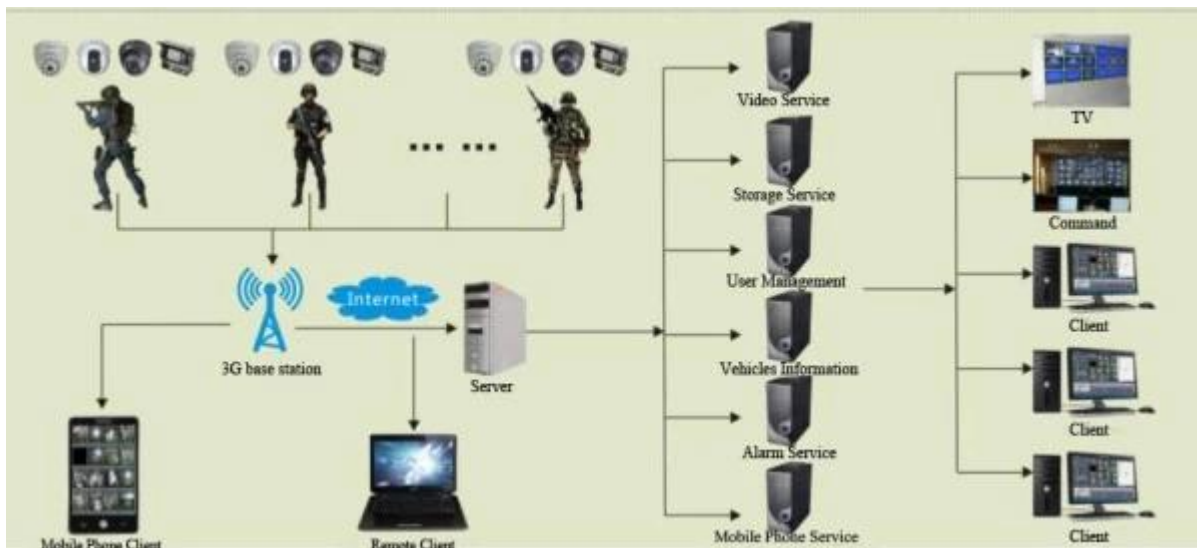 Video Service
TV
Storage Service
Command
User Management
Internet
Client
3G base station
Server
Vehicles Information
Client
Alarm Service
Mobile Phone Client
Remote Client
Mobile Phone Service
Client